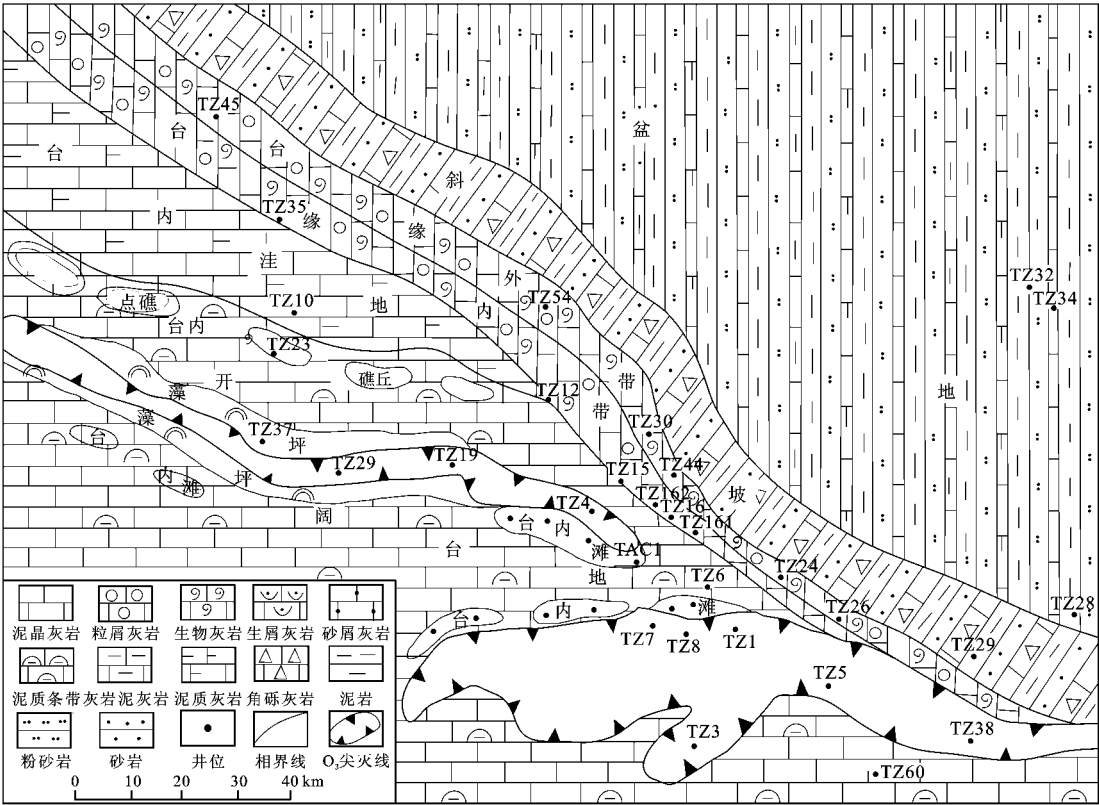 TZ45
台
台
台
盆
斜
内
TZ35
缘
缘
洼
外
TZ32
点礁
TZ10
地
内
TZ54
TZ34
台内
TZ23
开
礁丘
带
藻
TZ12
带
地
藻
TZ37
坪
TZ30
台
TZ29
TZ19
TZ15
TZ44
内滩
坪
TZ4
TZ162
坡
阔
台
内
TZ16
TZ161
台
滩
TAC1
地
TZ6
TZ24
台
内
滩
TZ26
TZ28
TZ7
TZ8
TZ1
TZ29
TZ5
TZ3
TZ38
TZ60
泥晶灰岩 粒屑灰岩 生物灰岩 生屑灰岩 砂屑灰岩
泥质条带灰岩 泥灰岩 泥质灰岩 角砾灰岩 泥岩
粉砂岩 砂岩 井位 相界线 O₃尖灭线
0 10 20 30 40 km